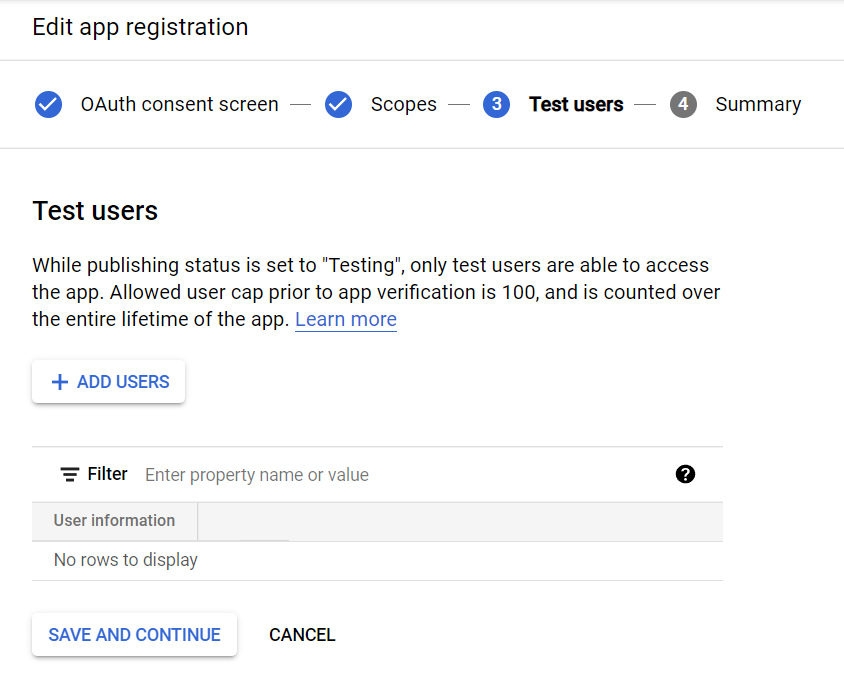 Edit app registration
OAuth consent screen
Scopes
3 Test users
4 Summary
Test users
While publishing status is set to "Testing", only test users are able to access
the app. Allowed user cap prior to app verification is 100, and is counted over
the entire lifetime of the app. Learn more
+ ADD USERS
Filter Enter property name or value ?
User information
No rows to display
SAVE AND CONTINUE CANCEL